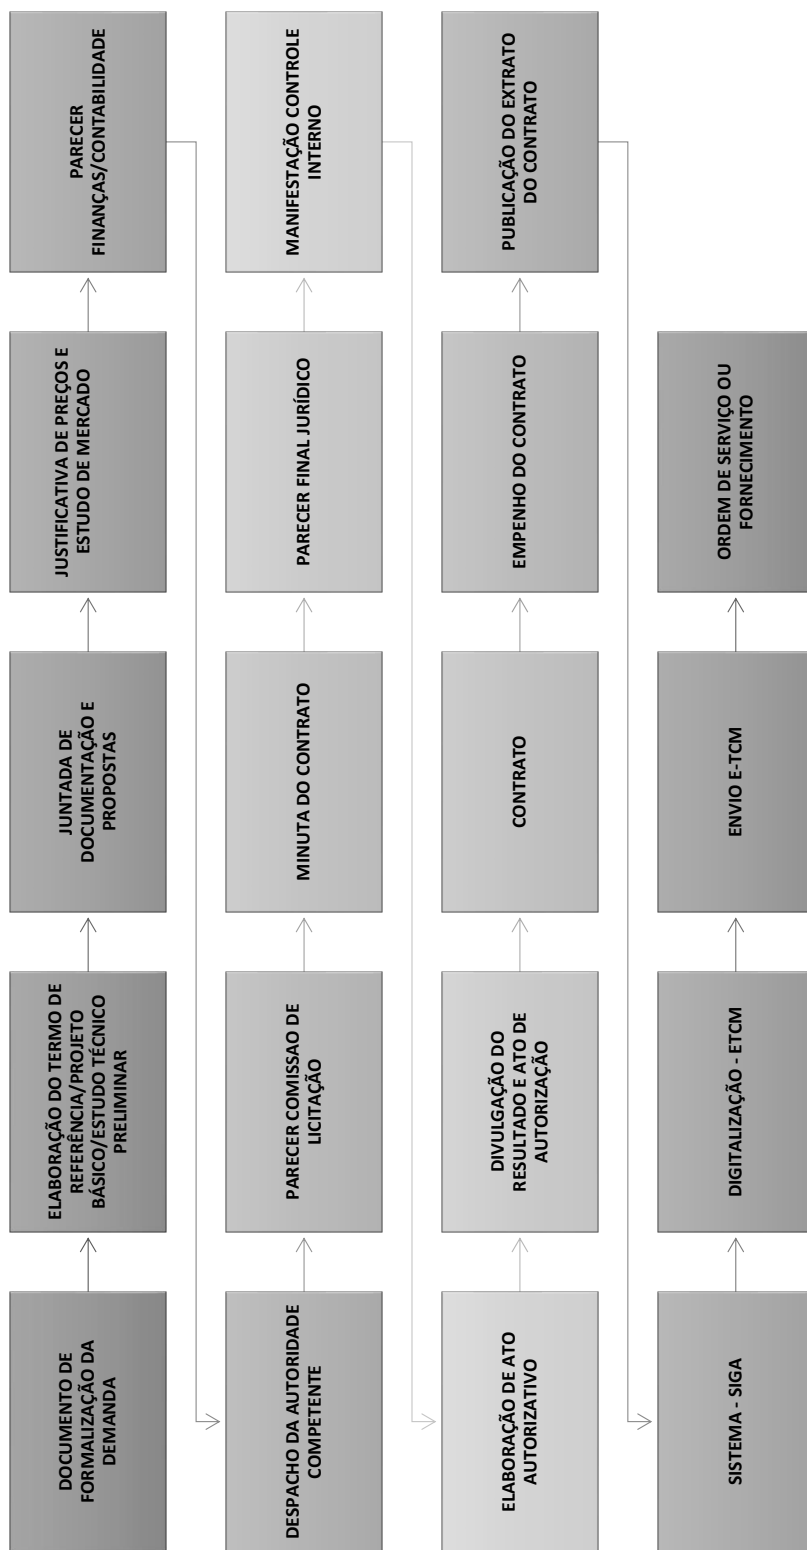 DOCUMENTO DE
FORMALIZAÇÃO DA
DEMANDA
ELABORAÇÃO DO TERMO DE
REFERÊNCIA/PROJETO
BÁSICO/ESTUDO TÉCNICO
PRELIMINAR
JUNTADA DE
DOCUMENTAÇÃO E
PROPOSTAS
JUSTIFICATIVA DE PREÇOS E
ESTUDO DE MERCADO
PARECER
FINANÇAS/CONTABILIDADE
DESPACHO DA AUTORIDADE
COMPETENTE
PARECER COMISSAO DE
LICITAÇÃO
MINUTA DO CONTRATO
PARECER FINAL JURÍDICO
MANIFESTAÇÃO CONTROLE
INTERNO
ELABORAÇÃO DE ATO
AUTORIZATIVO
DIVULGAÇÃO DO
RESULTADO E ATO DE
AUTORIZAÇÃO
CONTRATO
EMPENHO DO CONTRATO
PUBLICAÇÃO DO EXTRATO
DO CONTRATO
SISTEMA - SIGA
DIGITALIZAÇÃO - ETCM
ENVIO E-TCM
ORDEM DE SERVIÇO OU
FORNECIMENTO